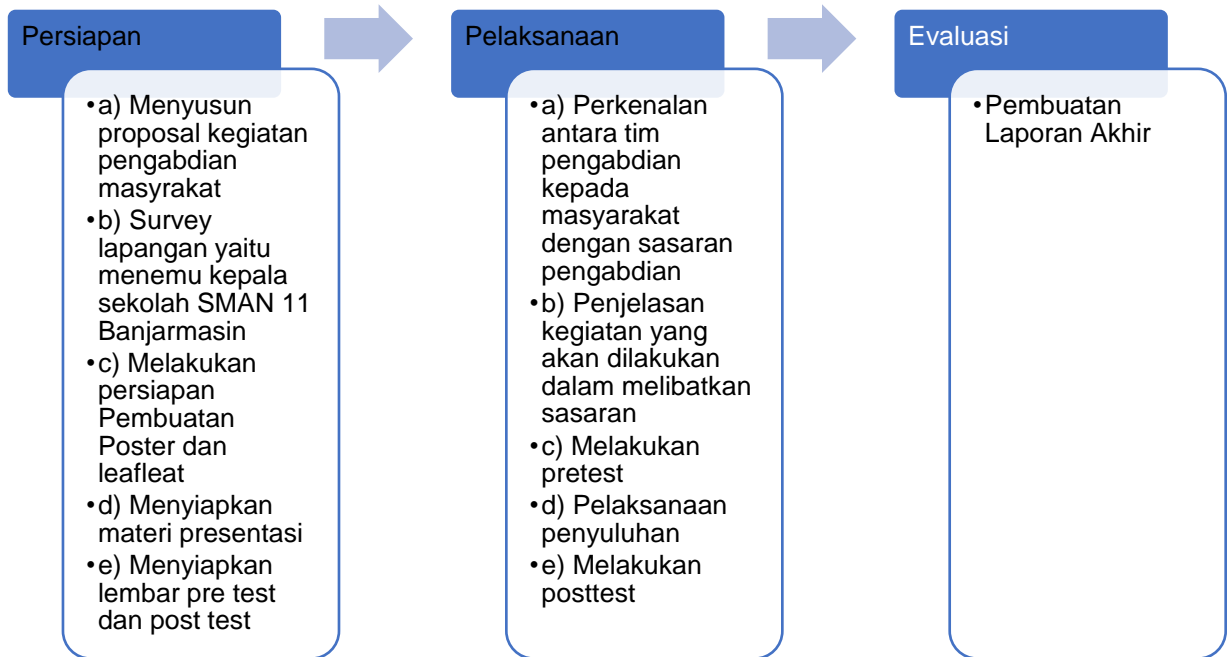 Persiapan
•a) Menyusun
proposal kegiatan
pengabdian
masyrakat
•b) Survey
lapangan yaitu
menemu kepala
sekolah SMAN 11
Banjarmasin
•c) Melakukan
persiapan
Pembuatan
Poster dan
leafleat
•d) Menyiapkan
materi presentasi
•e) Menyiapkan
lembar pre test
dan post test
Pelaksanaan
•a) Perkenalan
antara tim
pengabdian
kepada
masyarakat
dengan sasaran
pengabdian
•b) Penjelasan
kegiatan yang
akan dilakukan
dalam melibatkan
sasaran
•c) Melakukan
pretest
•d) Pelaksanaan
penyuluhan
•e) Melakukan
posttest
Evaluasi
•Pembuatan
Laporan Akhir